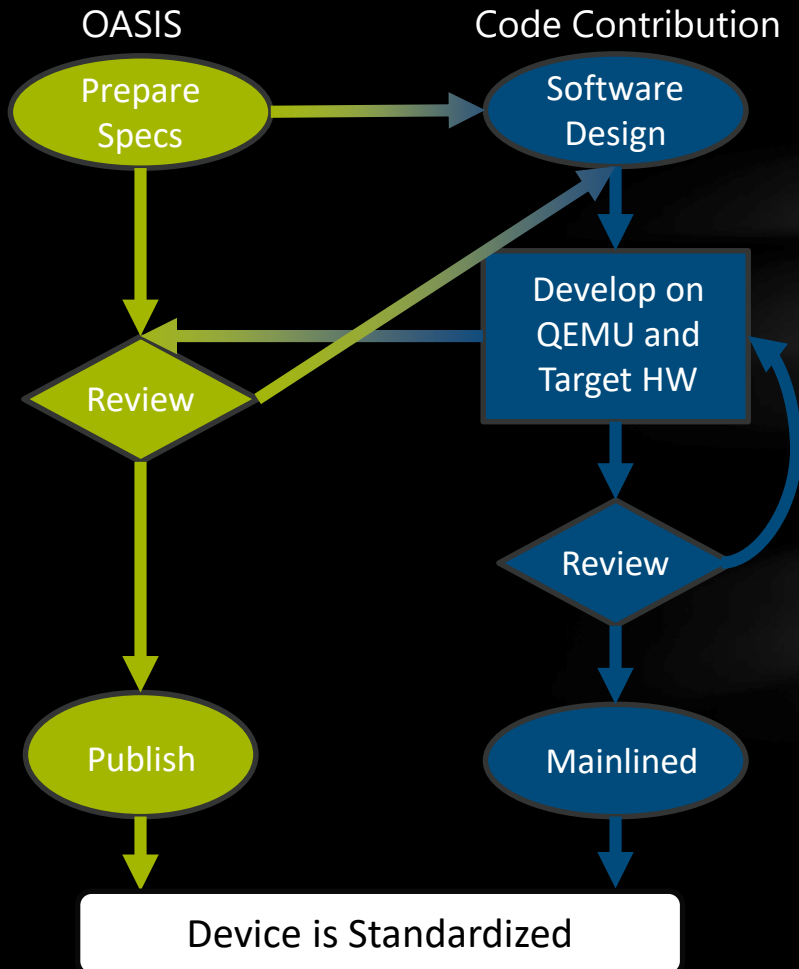 OASIS
Code Contribution
Prepare
Specs
Software
Design
Develop on
QEMU and
Target HW
Review
Review
Publish
Mainlined
Device is Standardized